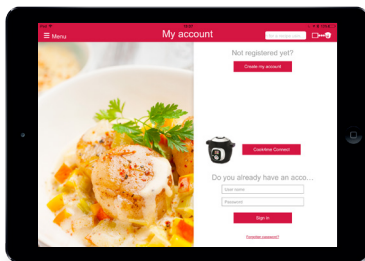 Menu
My account
Not registered yet?
Create my account
Cook4me Connect
Do you already have an acco...
User name
Password
Sign in
Forgotten password?